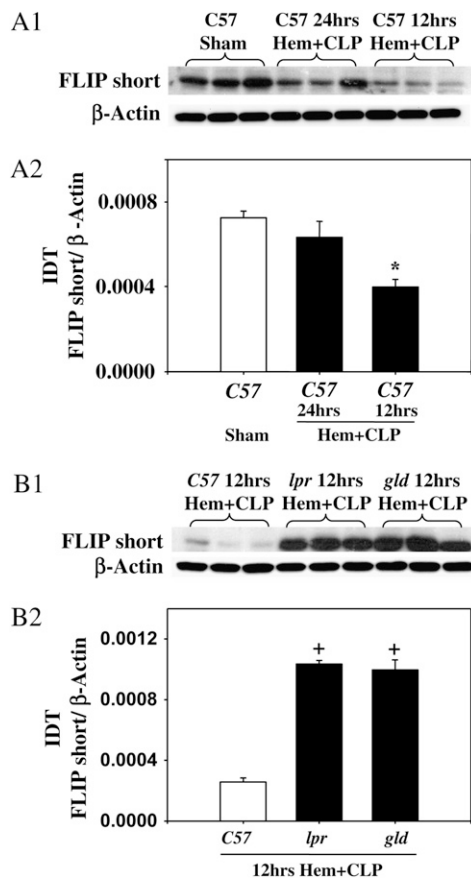 A1
C57 C57 24hrs C57 12hrs
Sham Hem+CLP Hem+CLP
FLIP short
β-Actin
A2
IDT
FLIP short/ β -Actin
0.0008
0.0004
0.0000
*
C57 C57 C57
24hrs 12hrs
Sham Hem+CLP
B1
C57 12hrs lpr 12hrs gld 12hrs
Hem+CLP Hem+CLP Hem+CLP
FLIP short
β-Actin
B2
IDT
FLIP short/ β-Actin
0.0012
0.0008
0.0004
0.0000
+ +
C57 lpr gld
12hrs Hem+CLP